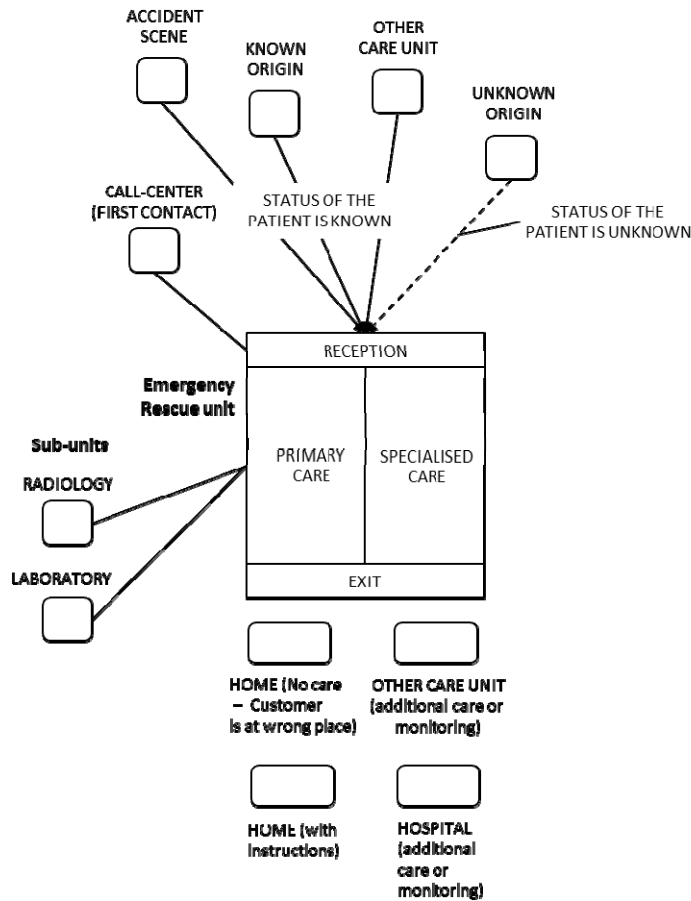 ACCIDENT
SCENE
KNOWN
ORIGIN
OTHER
CARE UNIT
UNKNOWN
ORIGIN
CALL-CENTER
(FIRST CONTACT)
STATUS OF THE
PATIENT IS KNOWN
STATUS OF THE
PATIENT IS UNKNOWN
RECEPTION
Emergency
Rescue unit
Sub-units
RADIOLOGY
LABORATORY
PRIMARY
CARE
SPECIALISED
CARE
EXIT
HOME (No care
– Customer
is at wrong place)
OTHER CARE UNIT
(additional care or
monitoring)
HOME (with
instructions)
HOSPITAL
(additional
care or
monitoring)